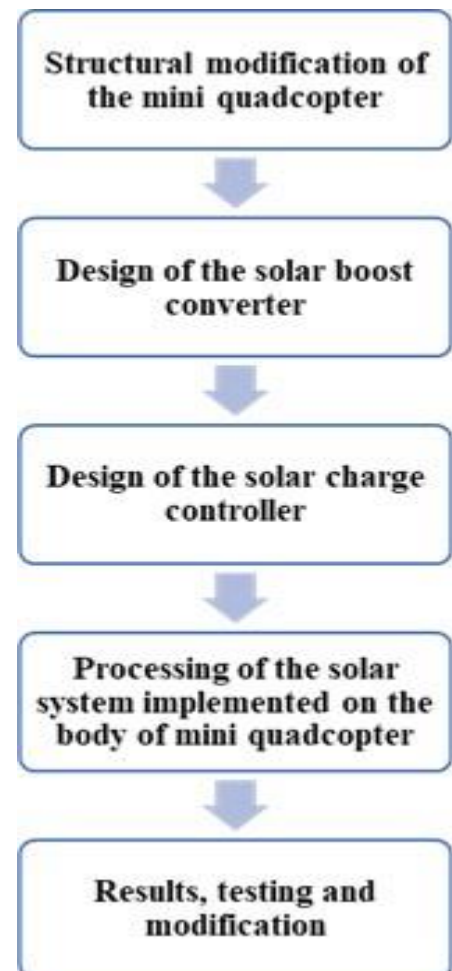 Structural modification of
the mini quadcopter
Design of the solar boost
converter
Design of the solar charge
controller
Processing of the solar
system implemented on the
body of mini quadcopter
Results, testing and
modification